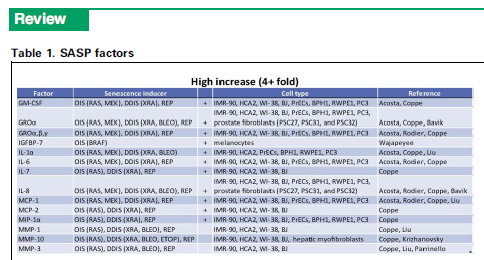 Review
Table 1. SASP factors
High increase (4+ fold)
Factor Senescence inducer Cell type Reference
GM-CSF OIS (RAS, MEK), DDIS (XRA), REP + IMR-90, HCA2, WI-38, BJ, PrECs, BPH1, RWPE1, PC3 Acosta, Coppe
IMR-90, HCA2, WI-38, BJ, PrECs, BPH1, RWPE1, PC3,
GROα OIS (RAS, MEK), DDIS (XRA, BLEO), REP + prostate fibroblasts (PSC27, PSC31, and PSC32) Acosta, Coppe, Bavik
GROα,β,γ OIS (RAS, MEK), DDIS (XRA), REP + IMR-90, HCA2, WI-38, BJ, PrECs, BPH1, RWPE1, PC3 Acosta, Rodier, Coppe
IGFBP-7 OIS (BRAF) + melanocytes Wajapeyee
IL-1α OIS (RAS, MEK), DDIS (XRA, BLEO) + IMR-90, HCA2, PrECs, BPH1, RWPE1, PC3 Acosta, Coppe, Liu
IL-6 OIS (RAS, MEK), DDIS (XRA), REP + IMR-90, HCA2, WI-38, BJ, PrECs, BPH1, RWPE1, PC3 Acosta, Rodier, Coppe
IL-7 OIS (RAS), DDIS (XRA), REP + IMR-90, HCA2, WI-38, BJ Coppe
IMR-90, HCA2, WI-38, BJ, PrECs, BPH1, RWPE1, PC3,
IL-8 OIS (RAS, MEK), DDIS (XRA, BLEO), REP + prostate fibroblasts (PSC27, PSC31, and PSC32) Acosta, Rodier, Coppe, Bavik
MCP-1 OIS (RAS, MEK), DDIS (XRA), REP + IMR-90, HCA2, WI-38, BJ, PrECs, BPH1, RWPE1, PC3 Acosta, Rodier, Coppe, Liu
MCP-2 OIS (RAS), DDIS (XRA), REP + IMR-90, HCA2, WI-38, BJ Coppe
MIP-1α OIS (RAS, MEK), DDIS (XRA), REP + IMR-90, HCA2, WI-38, BJ, PrECs, BPH1, RWPE1, PC3 Acosta, Coppe
MMP-1 OIS (RAS), DDIS (XRA, BLEO), REP IMR-90, HCA2, WI-38, BJ Coppe, Liu
MMP-10 OIS (RAS), DDIS (XRA, BLEO, ETOP), REP IMR-90, HCA2, WI-38, BJ, hepatic myofibroblasts Coppe, Krizhanovsky
MMP-3 OIS (RAS), DDIS (XRA, BLEO), REP IMR-90, HCA2, WI-38, BJ Coppe, Liu, Parrinello